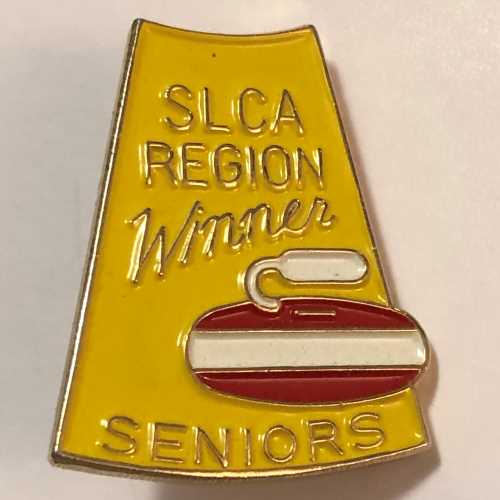 SLCA
REGION
Winner
SENIORS